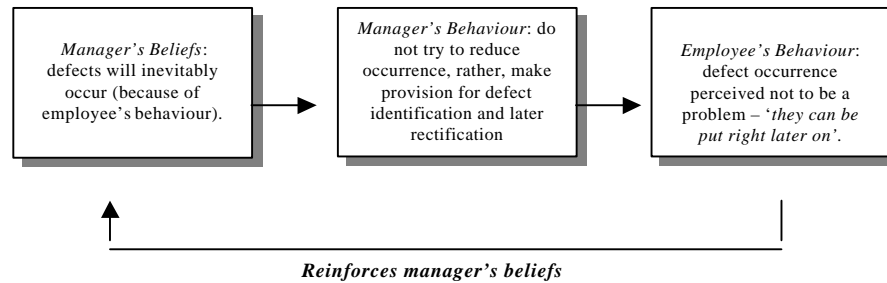 Manager's Beliefs:
defects will inevitably
occur (because of
employee's behaviour).
Manager's Behaviour: do
not try to reduce
occurrence, rather, make
provision for defect
identification and later
rectification
Employee's Behaviour:
defect occurrence
perceived not to be a
problem – 'they can be
put right later on'.
Reinforces manager's beliefs